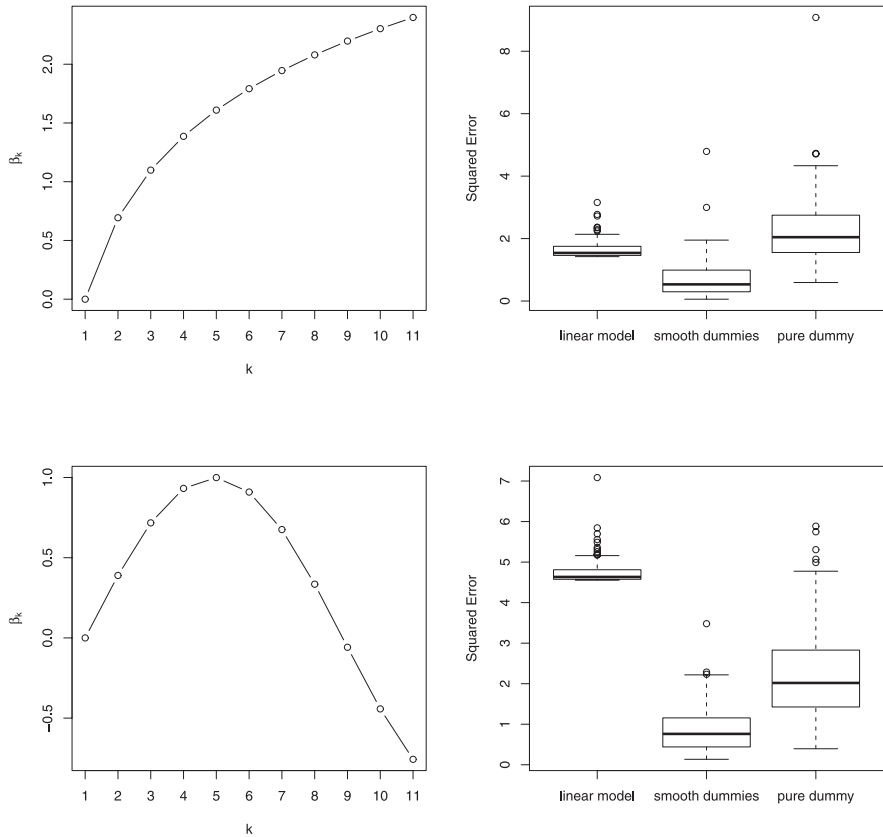 2.0
1.5
1.0
0.5
0.0
βk
1 2 3 4 5 6 7 8 9 10 11
k
8
6
4
2
0
Squared Error
linear model smooth dummies pure dummy
1.0
0.5
0.0
−0.5
βk
1 2 3 4 5 6 7 8 9 10 11
k
7
6
5
4
3
2
1
0
Squared Error
linear model smooth dummies pure dummy